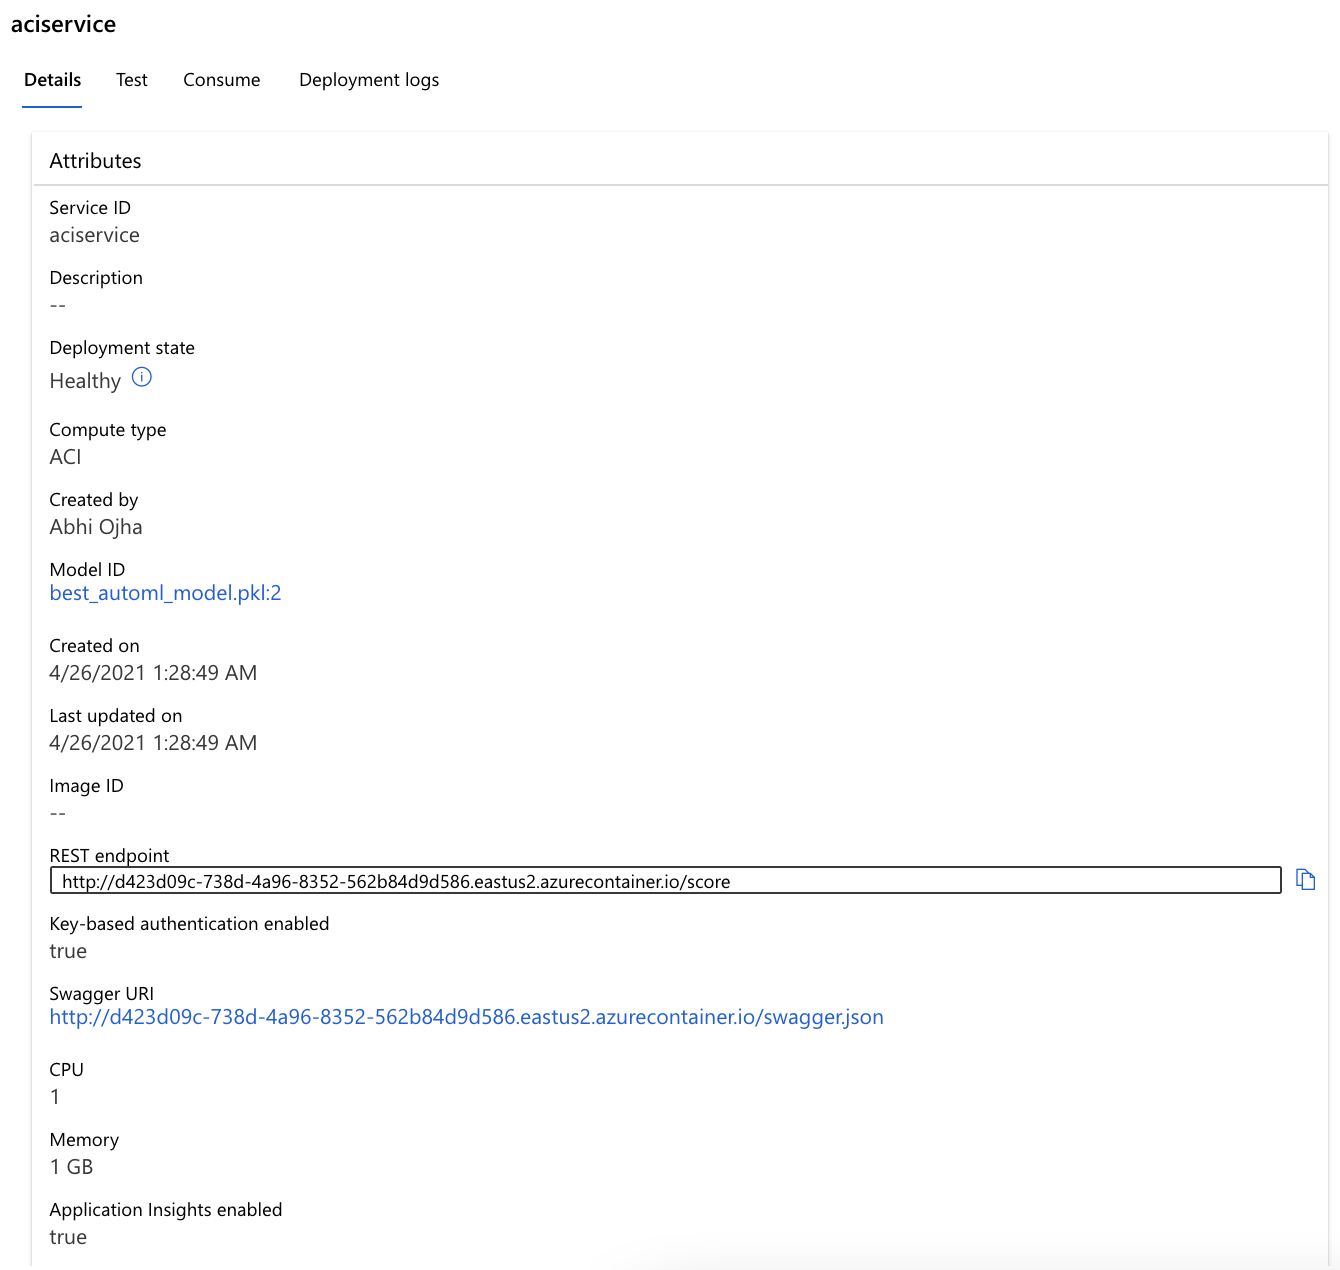 aciservice
Details Test Consume Deployment logs
Attributes
Service ID
aciservice
Description
--
Deployment state
Healthy
Compute type
ACI
Created by
Abhi Ojha
Model ID
best_automl_model.pkl:2
Created on
4/26/2021 1:28:49 AM
Last updated on
4/26/2021 1:28:49 AM
Image ID
--
REST endpoint
http://d423d09c-738d-4a96-8352-562b84d9d586.eastus2.azurecontainer.io/score
Key-based authentication enabled
true
Swagger URI
http://d423d09c-738d-4a96-8352-562b84d9d586.eastus2.azurecontainer.io/swagger.json
CPU
1
Memory
1 GB
Application Insights enabled
true